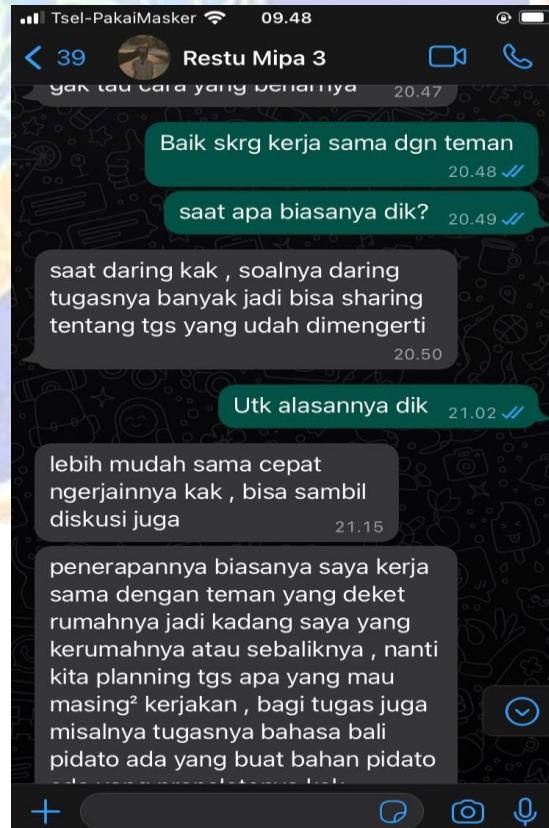 Tsel-PakaiMasker 09.48
39 Restu Mipa 3
gak tau cara yang benarnya 20.47
Baik skrg kerja sama dgn teman
20.48
saat apa biasanya dik? 20.49
saat daring kak , soalnya daring
tugasnya banyak jadi bisa sharing
tentang tgs yang udah dimengerti
20.50
Utk alasannya dik 21.02
lebih mudah sama cepat
ngerjainnya kak , bisa sambil
diskusi juga 21.15
penerapannya biasanya saya kerja
sama dengan teman yang deket
rumahnya jadi kadang saya yang
kerumahnya atau sebaliknya , nanti
kita planning tgs apa yang mau
masing² kerjakan , bagi tugas juga
misalnya tugasnya bahasa bali
pidato ada yang buat bahan pidato